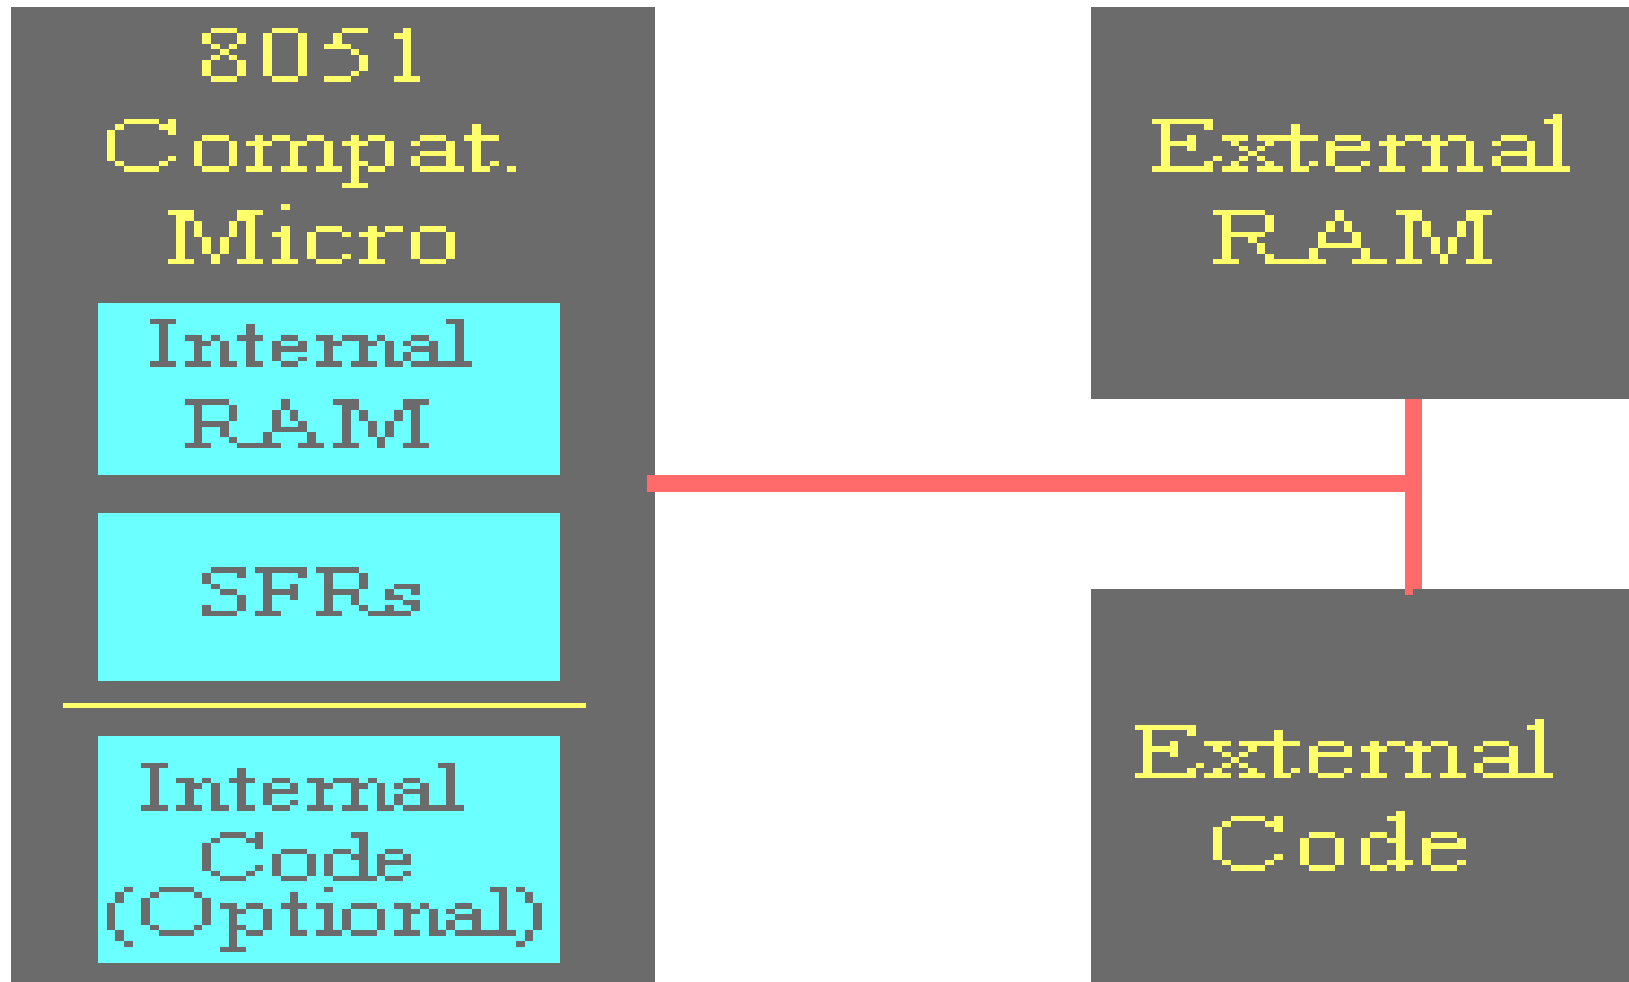 8051
Compat.
Micro
Internal
RAM
SFRs
Internal
Code
(Optional)
External
RAM
External
Code